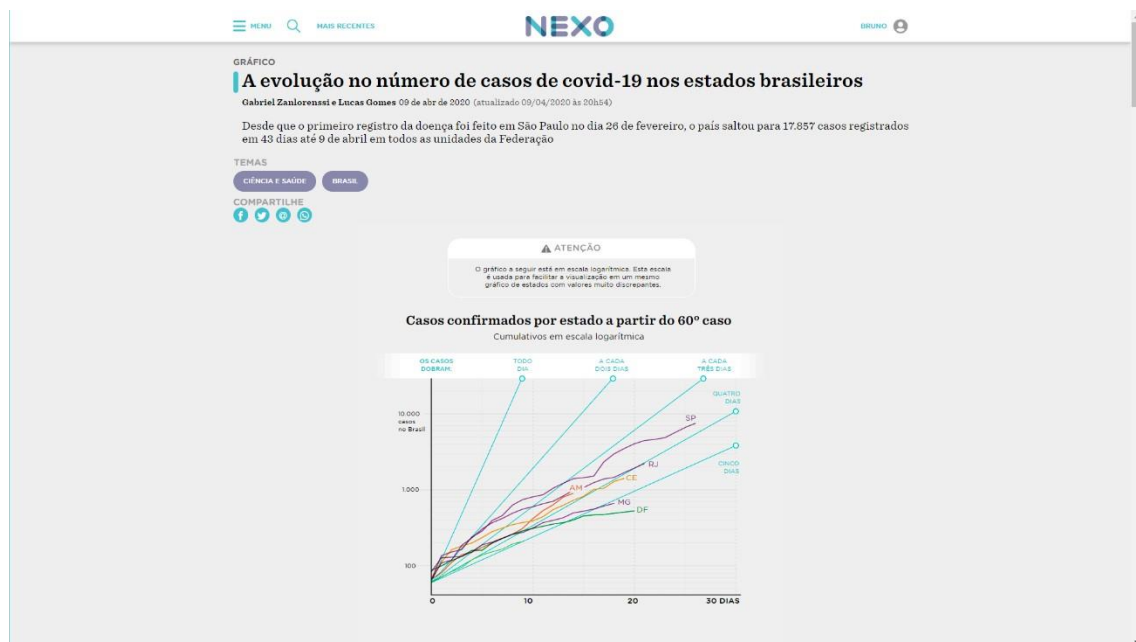 MENU
MAIS RECENTES
NEXO
BRUNO
GRÁFICO
A evolução no número de casos de covid-19 nos estados brasileiros
Gabriel Zanlorenssi e Lucas Gomes 09 de abr de 2020 (atualizado 09/04/2020 às 20h54)
Desde que o primeiro registro da doença foi feito em São Paulo no dia 26 de fevereiro, o país saltou para 17.857 casos registrados
em 43 dias até 9 de abril em todos as unidades da Federação
TEMAS
CIÊNCIA E SAÚDE
BRASIL
COMPARTILHE
ATENÇÃO
O gráfico a seguir está em escala logarítmica. Esta escala
é usada para facilitar a visualização em um mesmo
gráfico de estados com valores muito discrepantes.
Casos confirmados por estado a partir do 60º caso
Cumulativos em escala logarítmica
OS CASOS
DOBRAM.
TODO
DIA
A CADA
DOIS DIAS
A CADA
TRÊS DIAS
QUATRO
DIAS
10.000
casos
no Brasil
SP
CINCO
DIAS
RJ
CE
AM
1.000
MG
DF
100
0
10
20
30 DIAS